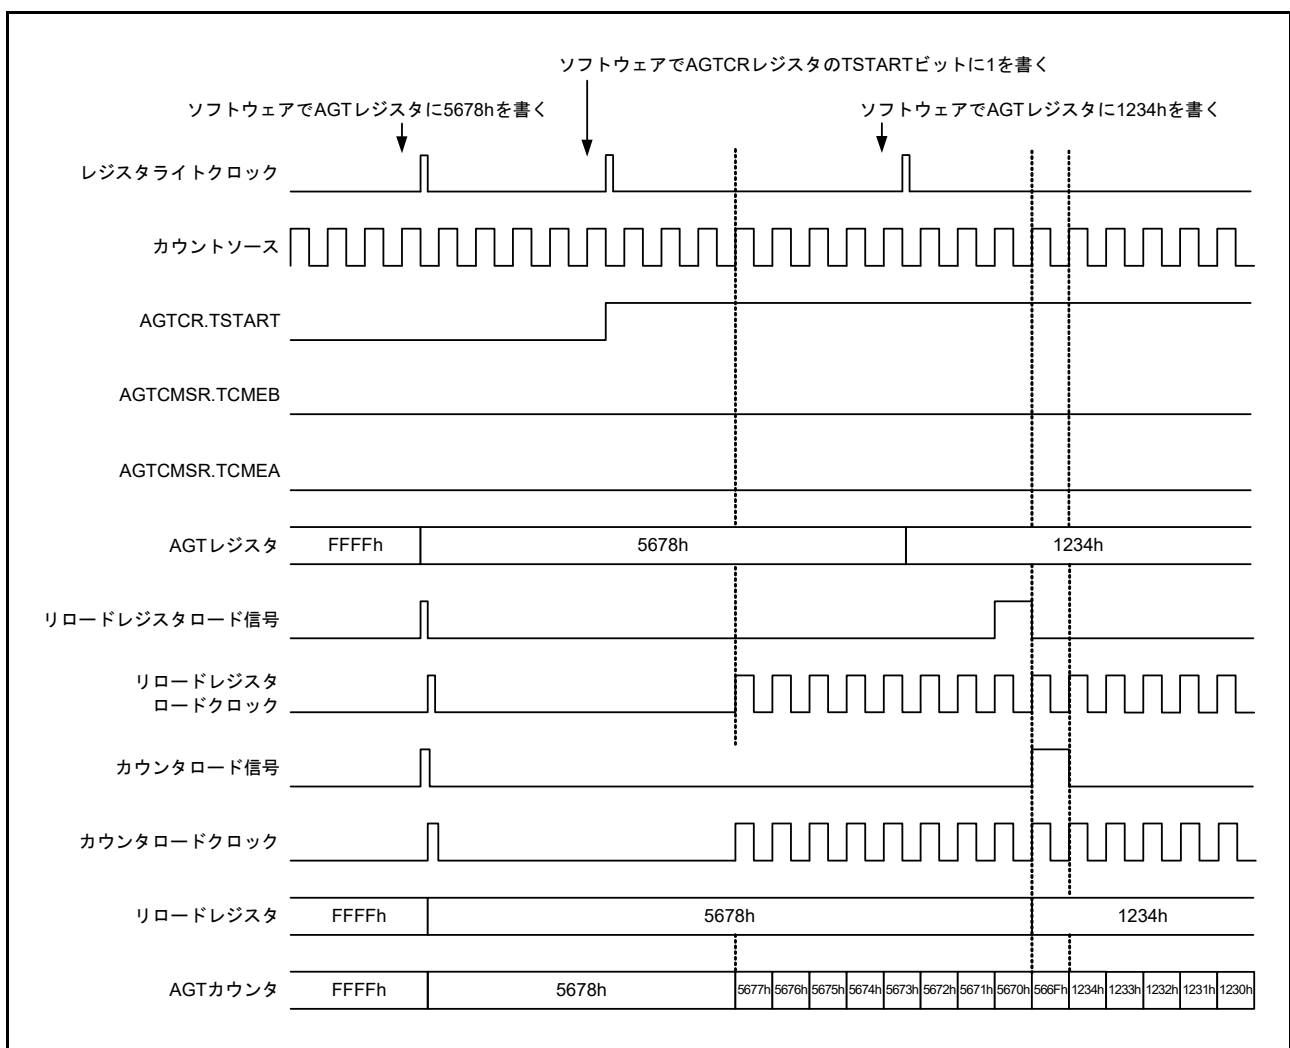 ソフトウェアでAGTCRレジスタのTSTARTビットに1を書く
ソフトウェアでAGTレジスタに5678hを書く
ソフトウェアでAGTレジスタに1234hを書く
レジスタライトクロック
カウントソース
AGTCR.TSTART
AGTCMSR.TCMEB
AGTCMSR.TCMEA
AGTレジスタ FFFFh 5678h 1234h
リロードレジスタロード信号
リロードレジスタ
ロードクロック
カウンタロード信号
カウンタロードクロック
リロードレジスタ FFFFh 5678h 1234h
AGTカウンタ FFFFh 5678h 5677h 5676h 5675h 5674h 5673h 5672h 5671h 5670h 566Fh 1234h 1233h 1232h 1231h 1230h